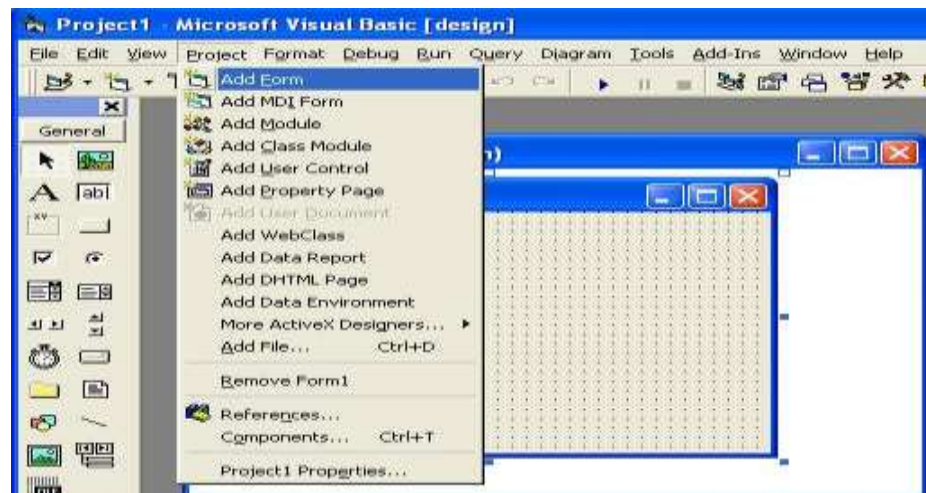 Project1 - Microsoft Visual Basic [design]
File Edit View Project Format Debug Run Query Diagram Tools Add-Ins Window Help
Add Form
Add MDI Form
Add Module
Add Class Module
Add User Control
Add Property Page
Add User Document
Add WebClass
Add Data Report
Add DHTML Page
Add Data Environment
More ActiveX Designers...
Add File... Ctrl+D
Remove Form1
References...
Components... Ctrl+T
Project1 Properties...
General
A
ab|
xv